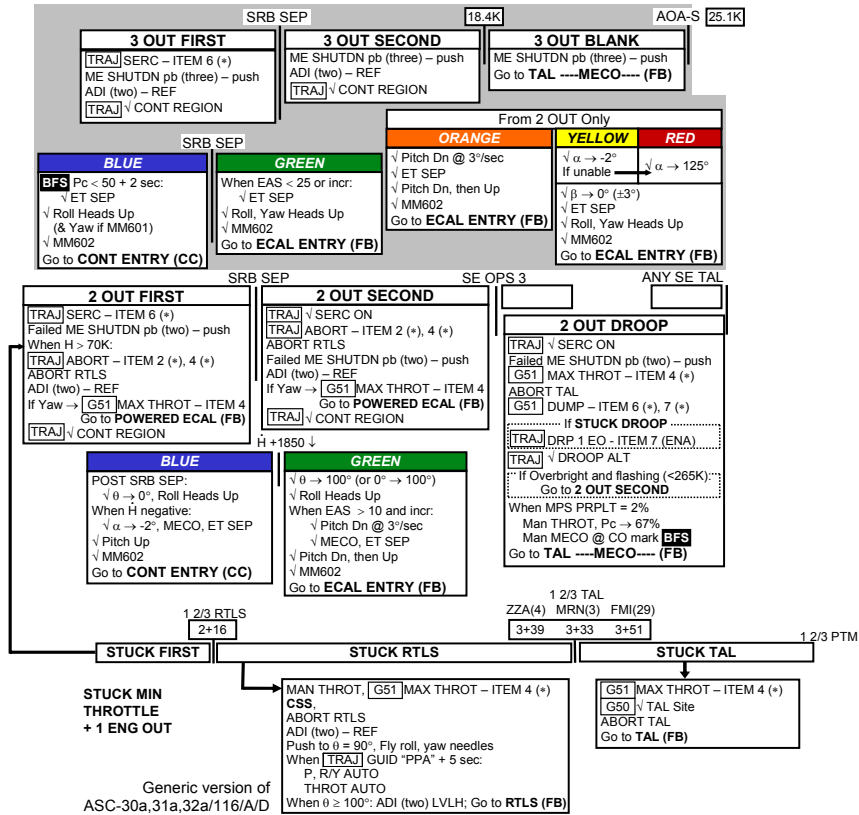 SRB SEP
18.4K
AOA-S 25.1K
3 OUT FIRST
TRAJ SERC – ITEM 6 (*)
ME SHUTDN pb (three) – push
ADI (two) – REF
TRAJ √ CONT REGION
3 OUT SECOND
ME SHUTDN pb (three) – push
ADI (two) – REF
TRAJ √ CONT REGION
3 OUT BLANK
ME SHUTDN pb (three) – push
Go to TAL ----MECO---- (FB)
SRB SEP
BLUE
BFS Pc < 50 + 2 sec:
√ ET SEP
√ Roll Heads Up
(& Yaw if MM601)
√ MM602
Go to CONT ENTRY (CC)
GREEN
When EAS < 25 or incr:
√ ET SEP
√ Roll, Yaw Heads Up
√ MM602
Go to ECAL ENTRY (FB)
From 2 OUT Only
ORANGE
√ Pitch Dn @ 3°/sec
√ ET SEP
√ Pitch Dn, then Up
√ MM602
Go to ECAL ENTRY (FB)
YELLOW
√ α → -2°
If unable
RED
√ α → 125°
√ β → 0° (±3°)
√ ET SEP
√ Roll, Yaw Heads Up
√ MM602
Go to ECAL ENTRY (FB)
SRB SEP
SE OPS 3
ANY SE TAL
2 OUT FIRST
TRAJ SERC – ITEM 6 (*)
Failed ME SHUTDN pb (two) – push
When H > 70K:
TRAJ ABORT – ITEM 2 (*), 4 (*)
ABORT RTLS
ADI (two) – REF
If Yaw → G51 MAX THROT – ITEM 4
Go to POWERED ECAL (FB)
TRAJ √ CONT REGION
2 OUT SECOND
TRAJ √ SERC ON
TRAJ ABORT – ITEM 2 (*), 4 (*)
ABORT RTLS
Failed ME SHUTDN pb (two) – push
ADI (two) – REF
If Yaw → G51 MAX THROT – ITEM 4
Go to POWERED ECAL (FB)
TRAJ √ CONT REGION
2 OUT DROOP
TRAJ √ SERC ON
Failed ME SHUTDN pb (two) – push
G51 MAX THROT – ITEM 4 (*)
ABORT TAL
G51 DUMP – ITEM 6 (*), 7 (*)
If STUCK DROOP
TRAJ DRP 1 EO - ITEM 7 (ENA)
TRAJ √ DROOP ALT
If Overbright and flashing (<265K):
Go to 2 OUT SECOND
When MPS PRPLT = 2%
Man THROT, Pc → 67%
Man MECO @ CO mark BFS
Go to TAL ----MECO---- (FB)
Ḣ +1850 ↓
BLUE
POST SRB SEP:
√ θ → 0°, Roll Heads Up
When Ḣ negative:
√ α → -2°, MECO, ET SEP
√ Pitch Up
√ MM602
Go to CONT ENTRY (CC)
GREEN
√ θ → 100° (or 0° → 100°)
√ Roll Heads Up
When EAS > 10 and incr:
√ Pitch Dn @ 3°/sec
√ MECO, ET SEP
√ Pitch Dn, then Up
√ MM602
Go to ECAL ENTRY (FB)
1 2/3 RTLS
2+16
1 2/3 TAL
ZZA(4) MRN(3) FMI(29)
3+39 3+33 3+51
1 2/3 PTM
STUCK FIRST
STUCK RTLS
STUCK TAL
STUCK MIN
THROTTLE
+ 1 ENG OUT
MAN THROT, G51 MAX THROT – ITEM 4 (*)
CSS,
ABORT RTLS
ADI (two) – REF
Push to θ = 90°, Fly roll, yaw needles
When TRAJ GUID "PPA" + 5 sec:
P, R/Y AUTO
THROT AUTO
When θ ≥ 100°: ADI (two) LVLH; Go to RTLS (FB)
G51 MAX THROT – ITEM 4 (*)
G50 √ TAL Site
ABORT TAL
Go to TAL (FB)
Generic version of
ASC-30a,31a,32a/116/A/D